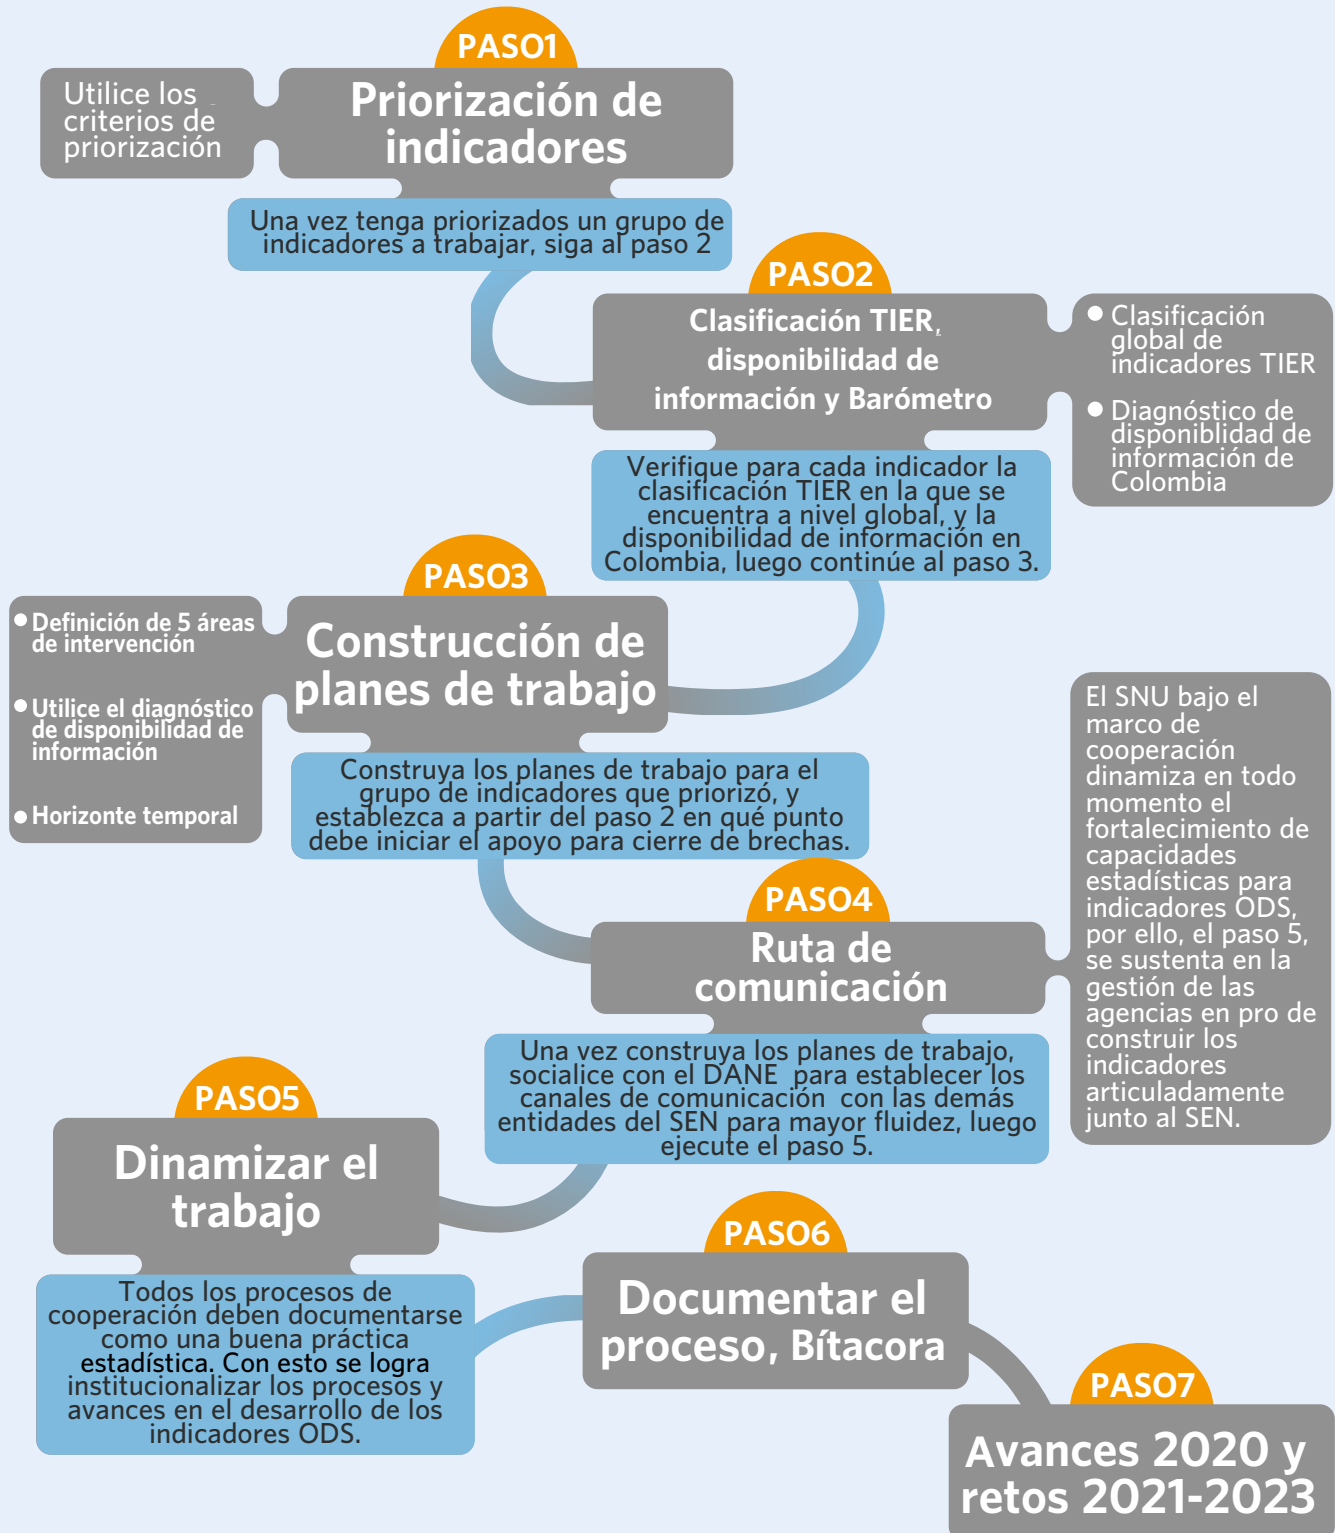 PASO1
Priorización de
indicadores
Utilice los
criterios de
priorización
Una vez tenga priorizados un grupo de
indicadores a trabajar, siga al paso 2
PASO2
Clasificación TIER,
disponibilidad de
información y Barómetro
Clasificación
global de
indicadores TIER
Diagnóstico de
disponiblidad de
información de
Colombia
Verifique para cada indicador la
clasificación TIER en la que se
encuentra a nivel global, y la
disponibilidad de información en
Colombia, luego continúe al paso 3.
PASO3
Construcción de
planes de trabajo
Definición de 5 áreas
de intervención
Utilice el diagnóstico
de disponibilidad de
información
Horizonte temporal
Construya los planes de trabajo para el
grupo de indicadores que priorizó, y
establezca a partir del paso 2 en qué punto
debe iniciar el apoyo para cierre de brechas.
PASO4
Ruta de
comunicación
El SNU bajo el
marco de
cooperación
dinamiza en todo
momento el
fortalecimiento de
capacidades
estadísticas para
indicadores ODS,
por ello, el paso 5,
se sustenta en la
gestión de las
agencias en pro de
construir los
indicadores
articuladamente
junto al SEN.
Una vez construya los planes de trabajo,
socialice con el DANE para establecer los
canales de comunicación con las demás
entidades del SEN para mayor fluidez, luego
ejecute el paso 5.
PASO5
Dinamizar el
trabajo
Todos los procesos de
cooperación deben documentarse
como una buena práctica
estadística. Con esto se logra
institucionalizar los procesos y
avances en el desarrollo de los
indicadores ODS.
PASO6
Documentar el
proceso, Bítacora
PASO7
Avances 2020 y
retos 2021-2023